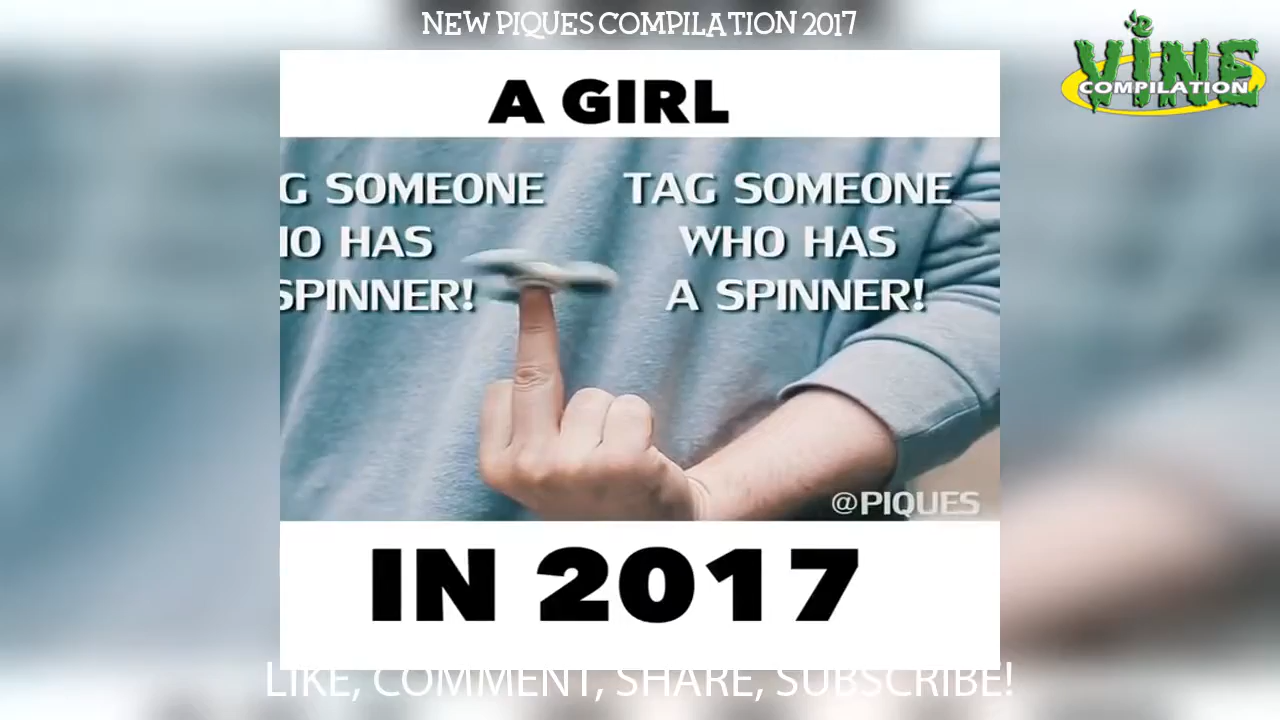 NEW PIQUES COMPILATION 2017
VINE
COMPILATION
A GIRL
G SOMEONE
HO HAS
SPINNER!
TAG SOMEONE
WHO HAS
A SPINNER!
@PIQUES
IN 2017
LIKE, COMMENT, SHARE, SUBSCRIBE!